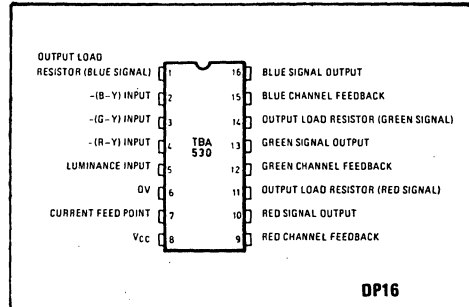 OUTPUT LOAD
RESISTOR (BLUE SIGNAL) 1
-(B-Y) INPUT 2
-(G-Y) INPUT 3
-(R-Y) INPUT 4
LUMINANCE INPUT 5
0V 6
CURRENT FEED POINT 7
VCC 8
TBA
530
16 BLUE SIGNAL OUTPUT
15 BLUE CHANNEL FEEDBACK
14 OUTPUT LOAD RESISTOR (GREEN SIGNAL)
13 GREEN SIGNAL OUTPUT
12 GREEN CHANNEL FEEDBACK
11 OUTPUT LOAD RESISTOR (RED SIGNAL)
10 RED SIGNAL OUTPUT
9 RED CHANNEL FEEDBACK
DP16